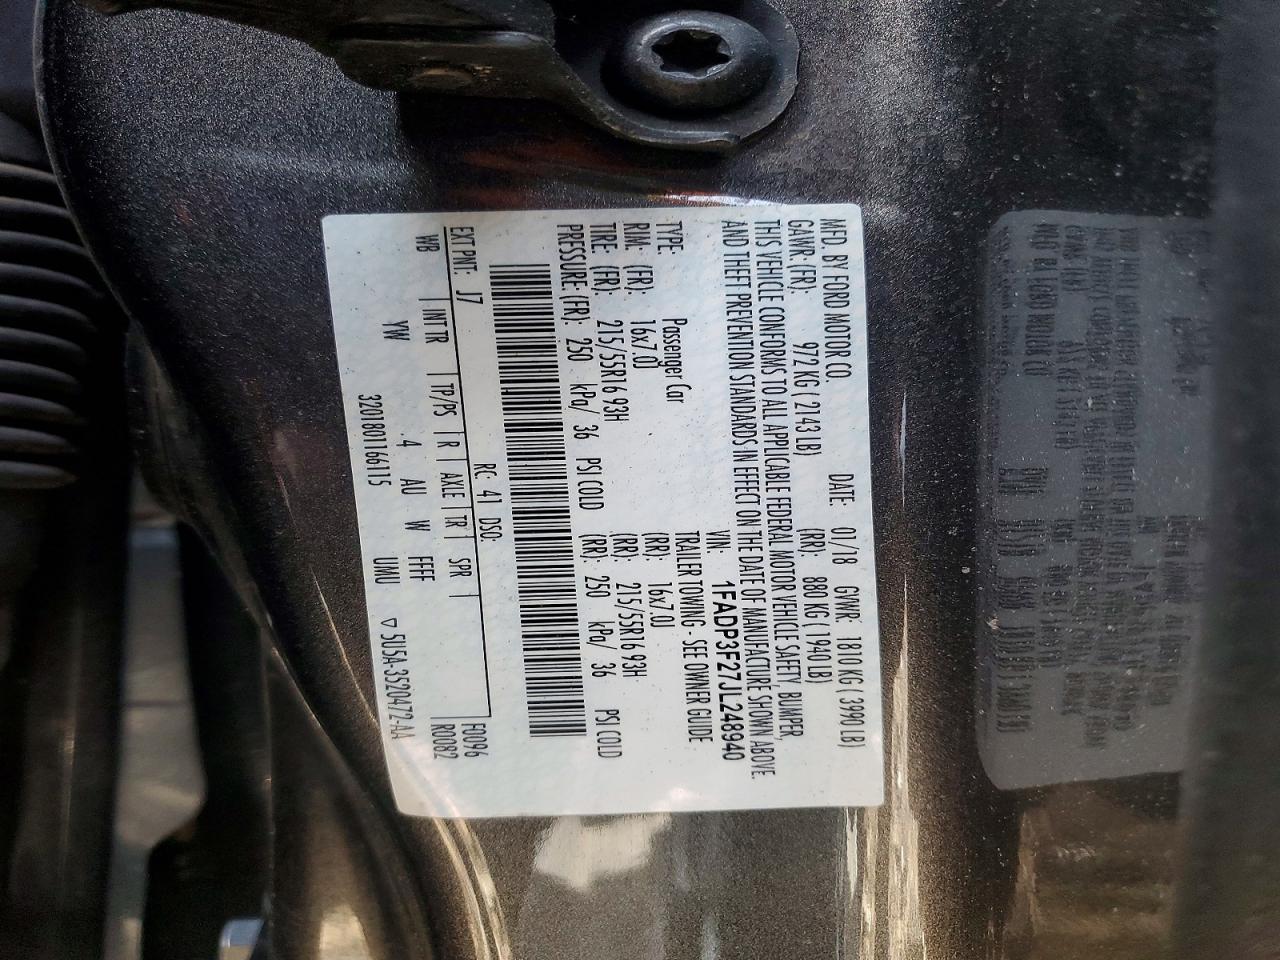 MFD. BY FORD MOTOR CO. DATE: 01/18 GVWR: 1810 KG ( 3990 LB)
GAWR: (FR): 972 KG ( 2143 LB) (RR): 880 KG ( 1940 LB)
THIS VEHICLE CONFORMS TO ALL APPLICABLE FEDERAL MOTOR VEHICLE SAFETY, BUMPER,
AND THEFT PREVENTION STANDARDS IN EFFECT ON THE DATE OF MANUFACTURE SHOWN ABOVE.
VIN: 1FADP3F27JL248940
TYPE: Passenger Car TRAILER TOWING - SEE OWNER GUIDE
RIM: (FR): 16x7.0J (RR): 16x7.0J
TIRE: (FR): 215/55R16 93H (RR): 215/55R16 93H
PRESSURE: (FR): 250 kPa/ 36 PSI COLD (RR): 250 kPa/ 36 PSI COLD
EXT PNT: J7 RC: 41 DSO: F0096
WB INTR TP/PS R AXLE TR SPR R0082
YW 4 AU W FFFF
3201801166115 UMU ▽ 5U5A-3520472-AA